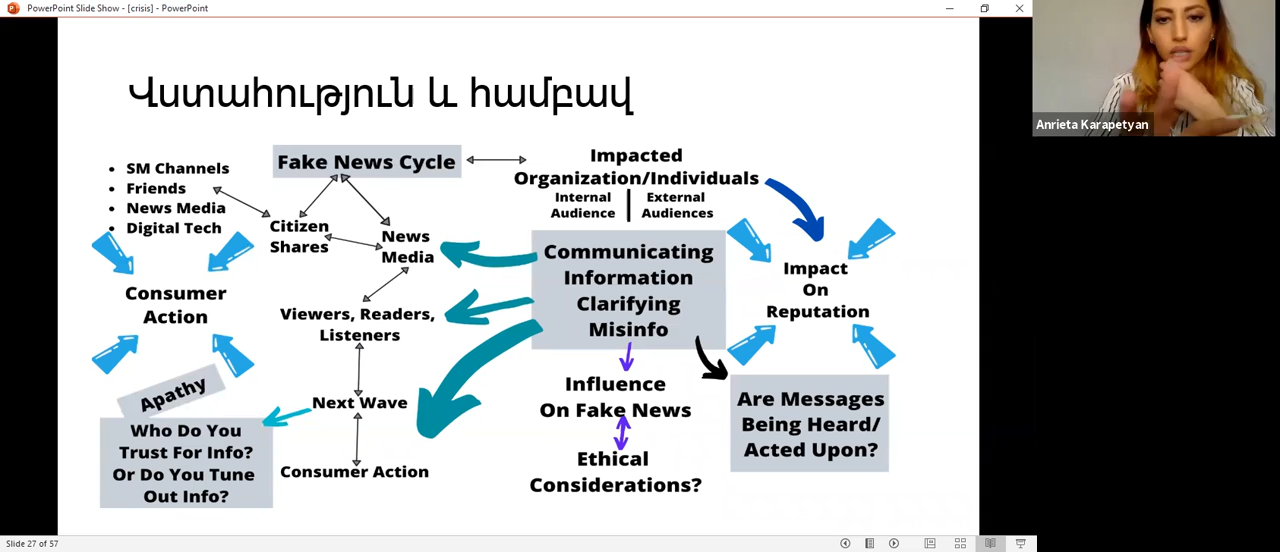 PowerPoint Slide Show - [crisis] - PowerPoint
Anrieta Karapetyan
Վստահություն և համբավ
• SM Channels
• Friends
• News Media
• Digital Tech
Fake News Cycle
Impacted
Organization/Individuals
Internal
Audience
External
Audiences
Citizen
Shares
News
Media
Communicating
Information
Clarifying
Misinfo
Impact
On
Reputation
Consumer
Action
Viewers, Readers,
Listeners
Apathy
Next Wave
Influence
On Fake News
Are Messages
Being Heard/
Acted Upon?
Who Do You
Trust For Info?
Or Do You Tune
Out Info?
Consumer Action
Ethical
Considerations?
Slide 27 of 57